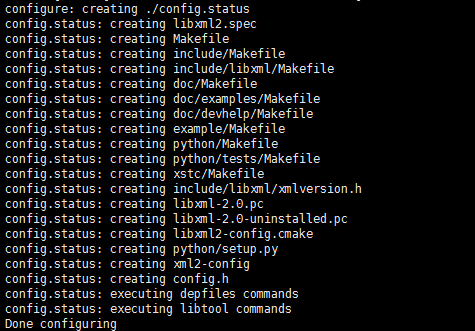 configure: creating ./config.status
config.status: creating libxml2.spec
config.status: creating Makefile
config.status: creating include/Makefile
config.status: creating include/libxml/Makefile
config.status: creating doc/Makefile
config.status: creating doc/examples/Makefile
config.status: creating doc/devhelp/Makefile
config.status: creating example/Makefile
config.status: creating python/Makefile
config.status: creating python/tests/Makefile
config.status: creating xstc/Makefile
config.status: creating include/libxml/xmlversion.h
config.status: creating libxml-2.0.pc
config.status: creating libxml-2.0-uninstalled.pc
config.status: creating libxml2-config.cmake
config.status: creating python/setup.py
config.status: creating xml2-config
config.status: creating config.h
config.status: executing depfiles commands
config.status: executing libtool commands
Done configuring